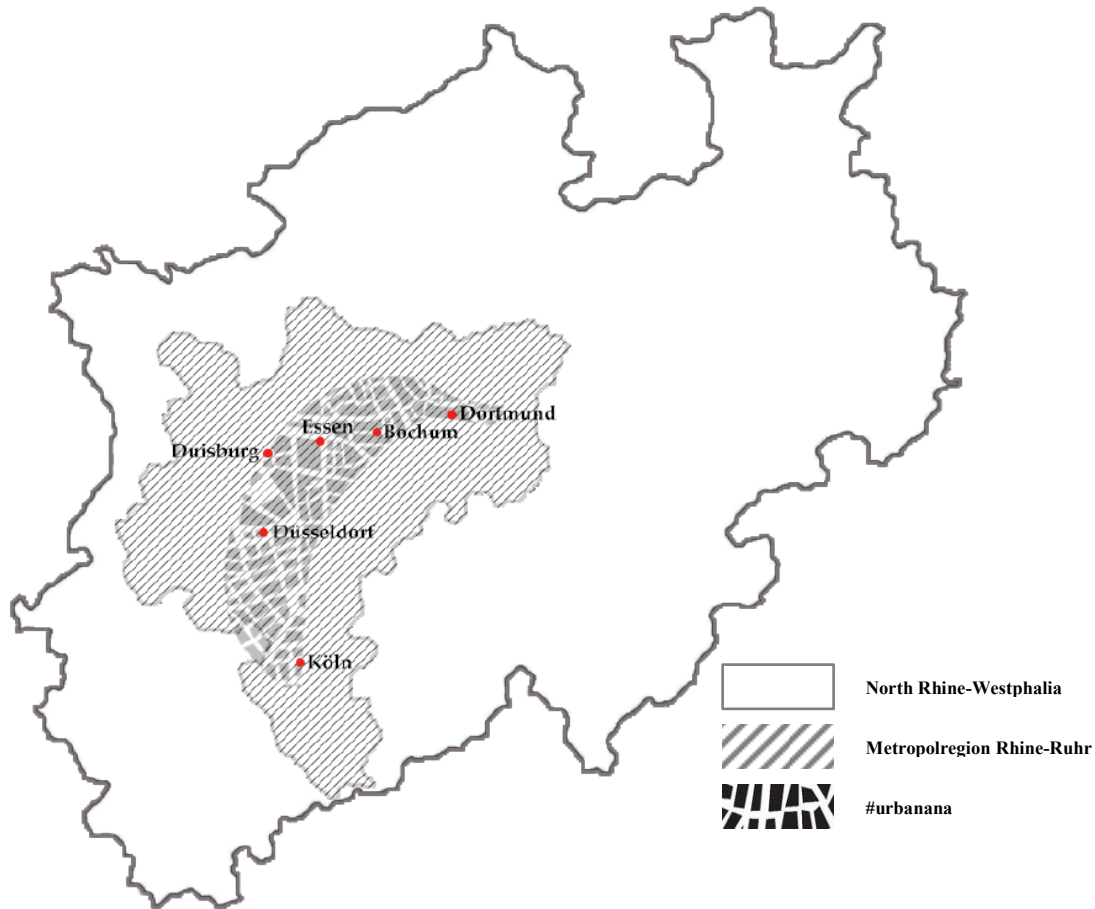 Dortmund
Essen
Bochum
Duisburg
Düsseldorf
Köln
North Rhine-Westphalia
Metropolregion Rhine-Ruhr
#urbanana